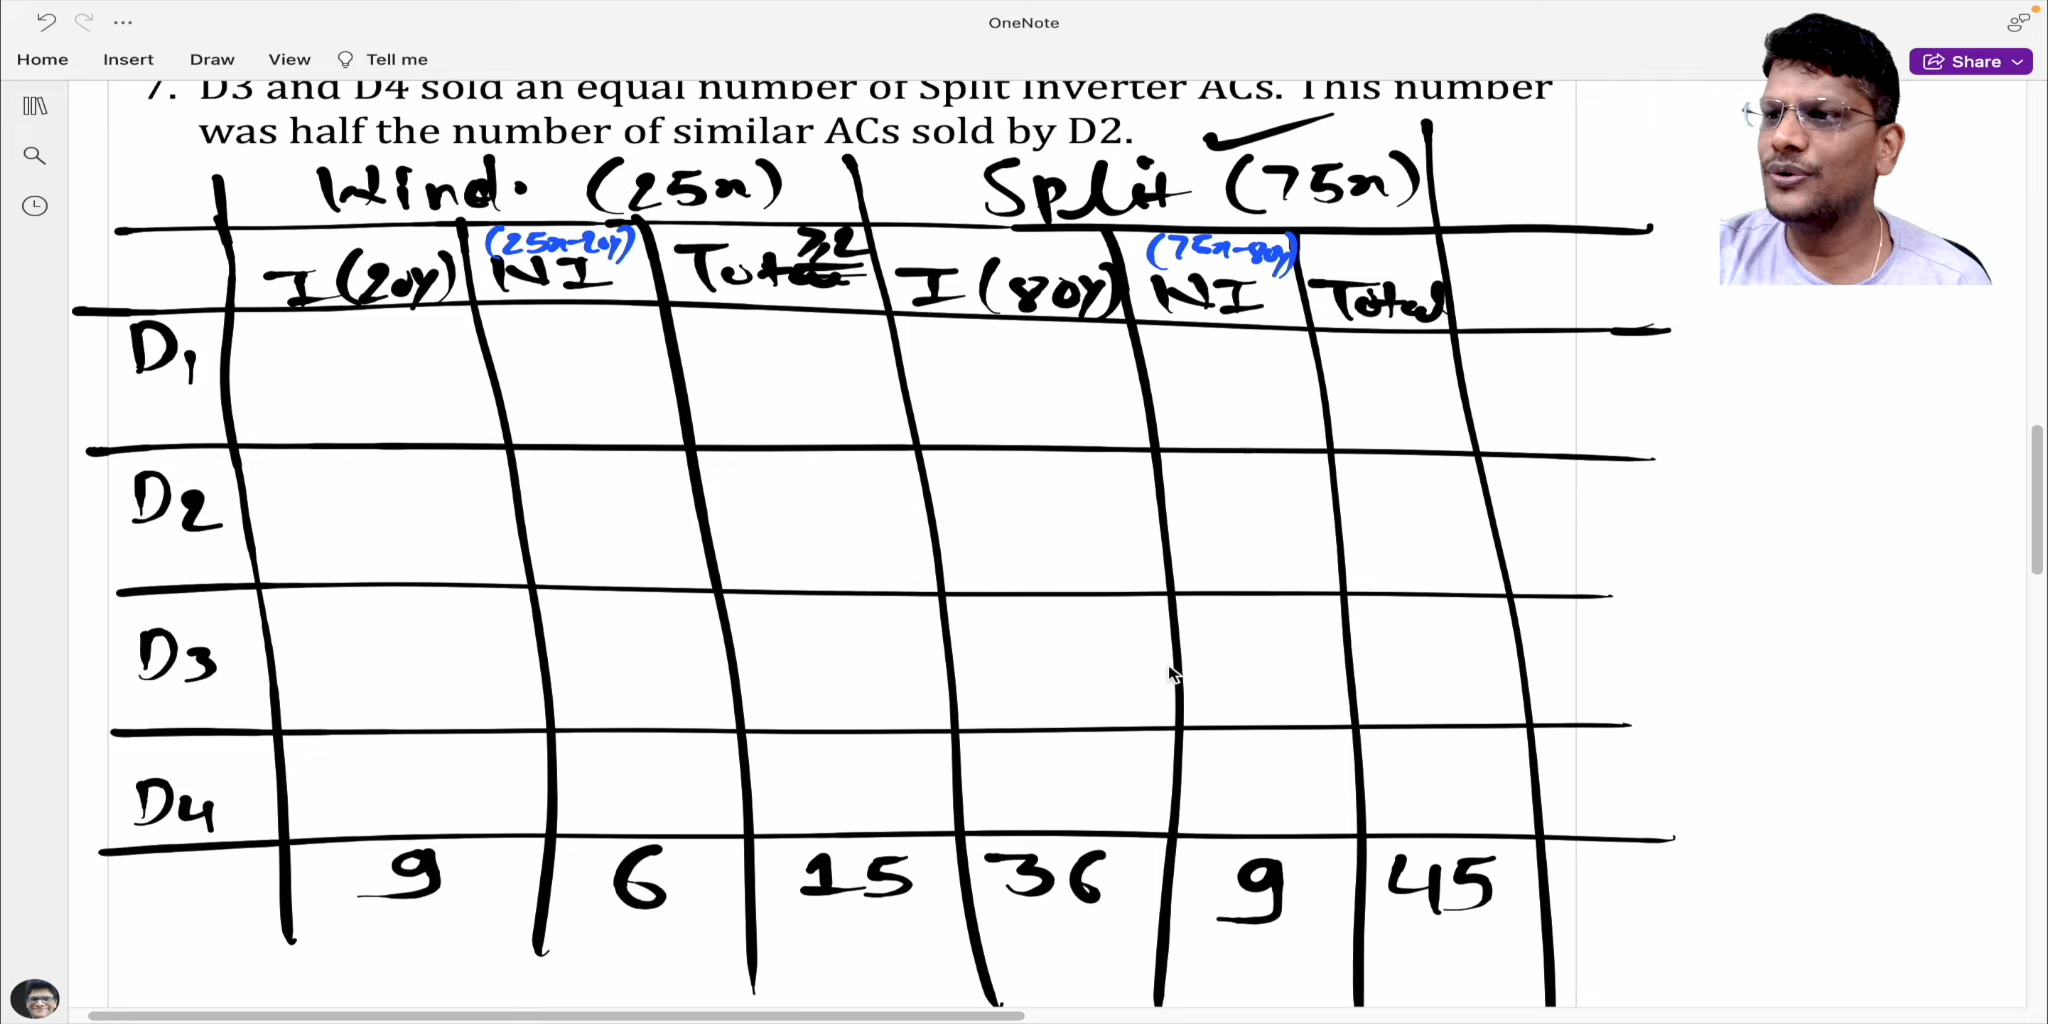 OneNote
Home Insert Draw View Tell me Share
7. D3 and D4 sold an equal number of Split Inverter ACs. This number
was half the number of similar ACs sold by D2.
Wind. (25x) Split (75x)
(25x-20y) ≥2 (75x-80y)
I (20y) NI I (80y) NI Total
D1
D2
D3
D4
9 6 15 36 9 45